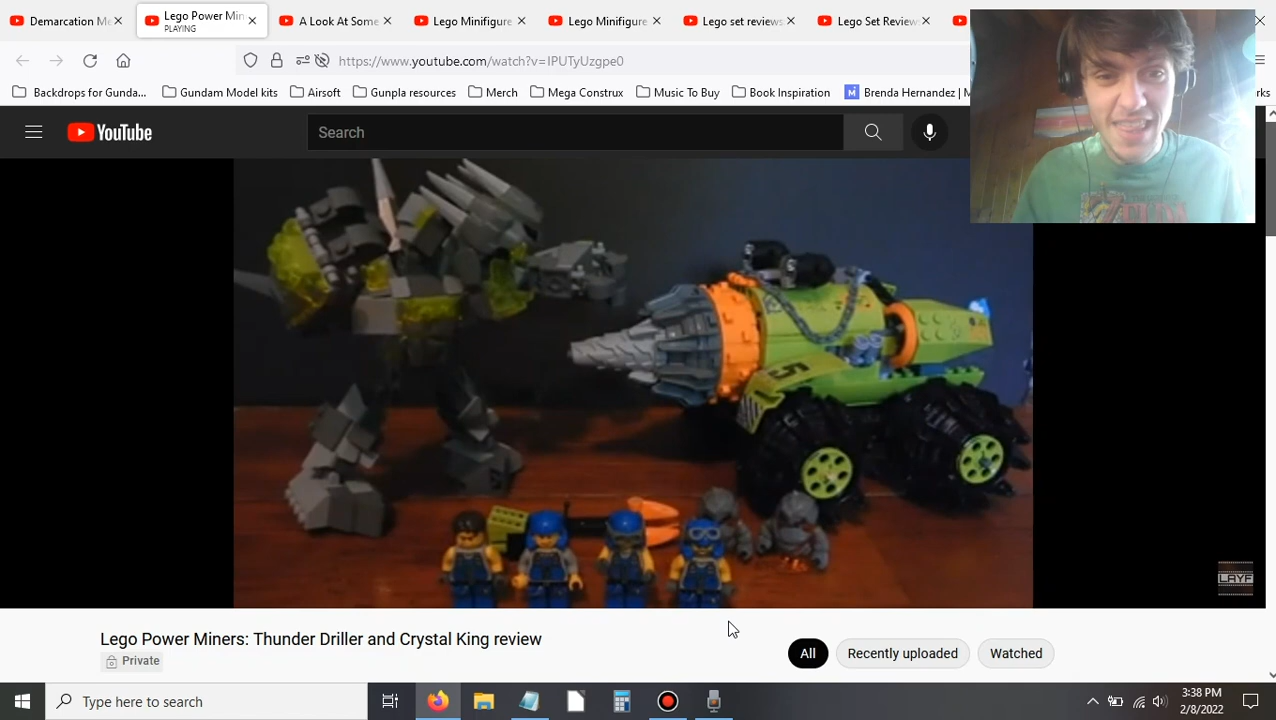 Demarcation Me
Lego Power Min
PLAYING
A Look At Some
Lego Minifigure
Lego Minifigure
Lego set reviews
Lego Set Review
https://www.youtube.com/watch?v=IPUTyUzgpe0
Backdrops for Gunda...
Gundam Model kits
Airsoft
Gunpla resources
Merch
Mega Construx
Music To Buy
Book Inspiration
M
Brenda Hernandez | M
rks
YouTube
Search
ZELDA
5
LAYF
Lego Power Miners: Thunder Driller and Crystal King review
Private
All
Recently uploaded
Watched
Type here to search
3:38 PM
2/8/2022